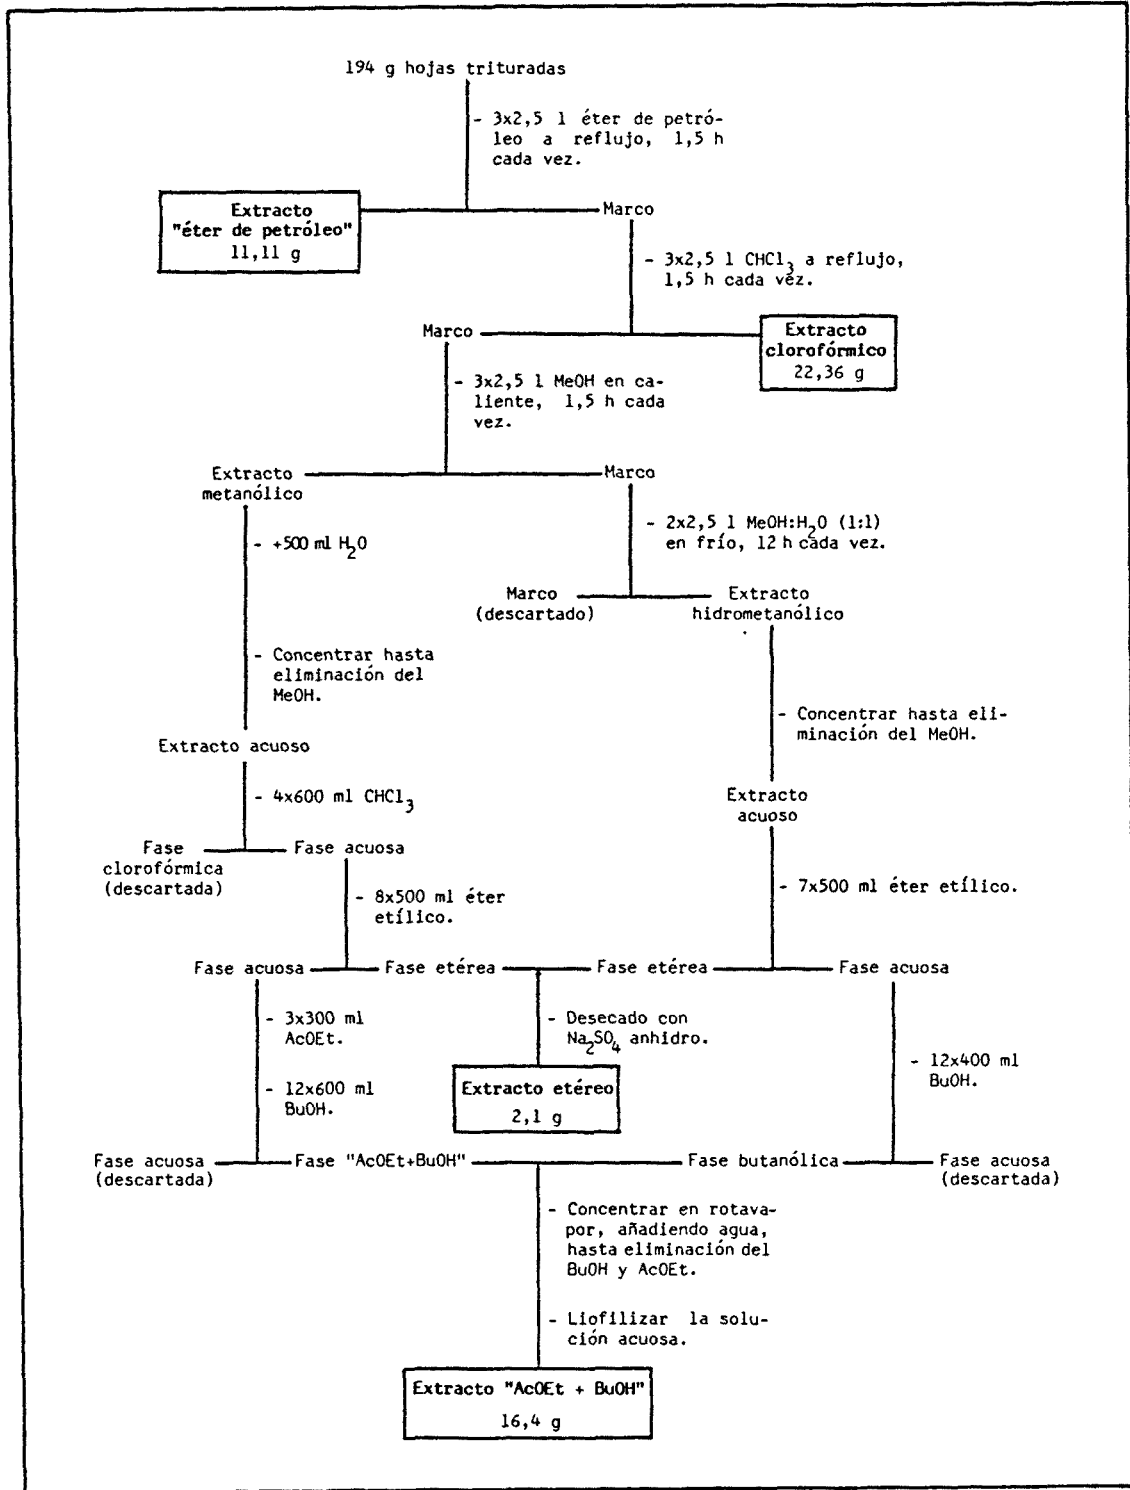 194 g hojas trituradas
- 3x2,5 l éter de petró-
leo a reflujo, 1,5 h
cada vez.
Extracto
"éter de petróleo"
11,11 g
Marco
- 3x2,5 l CHCl3 a reflujo,
1,5 h cada vez.
Marco
Extracto
clorofórmico
22,36 g
- 3x2,5 l MeOH en ca-
liente, 1,5 h cada
vez.
Extracto
metanólico
Marco
- +500 ml H2O
- 2x2,5 l MeOH:H2O (1:1)
en frío, 12 h cada vez.
Marco
(descartado)
Extracto
hidrometanólico
- Concentrar hasta
eliminación del
MeOH.
- Concentrar hasta eli-
minación del MeOH.
Extracto acuoso
- 4x600 ml CHCl3
Extracto
acuoso
Fase
clorofórmica
(descartada)
Fase acuosa
- 8x500 ml éter
etílico.
- 7x500 ml éter etílico.
Fase acuosa
Fase etérea
Fase etérea
Fase acuosa
- 3x300 ml
AcOEt.
- 12x600 ml
BuOH.
- Desecado con
Na2SO4 anhidro.
- 12x400 ml
BuOH.
Extracto etéreo
2,1 g
Fase acuosa
(descartada)
Fase "AcOEt+BuOH"
Fase butanólica
Fase acuosa
(descartada)
- Concentrar en rotava-
por, añadiendo agua,
hasta eliminación del
BuOH y AcOEt.
- Liofilizar la solu-
ción acuosa.
Extracto "AcOEt + BuOH"
16,4 g